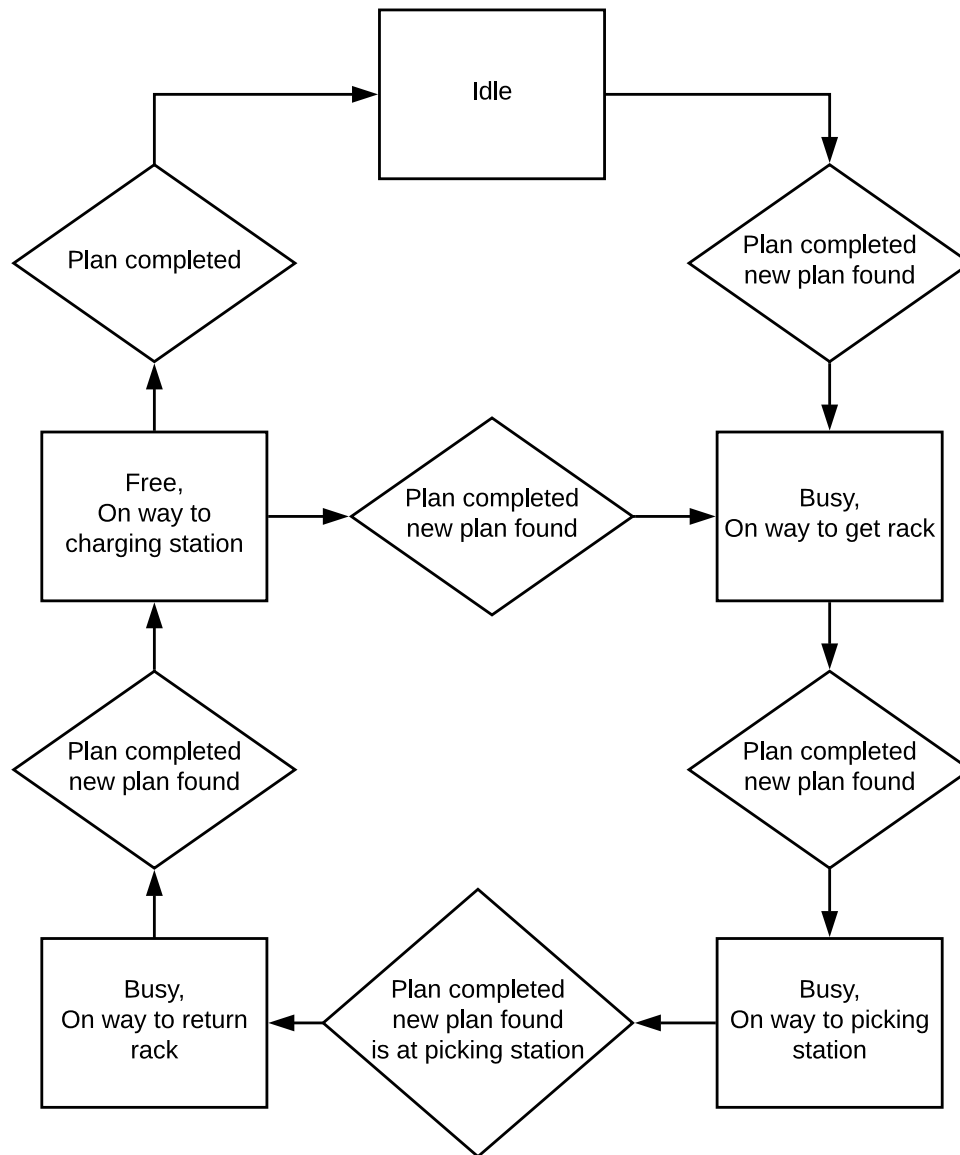 Idle
Plan completed
Plan completed
new plan found
Free,
On way to
charging station
Plan completed
new plan found
Busy,
On way to get rack
Plan completed
new plan found
Plan completed
new plan found
Busy,
On way to return
rack
Plan completed
new plan found
is at picking station
Busy,
On way to picking
station